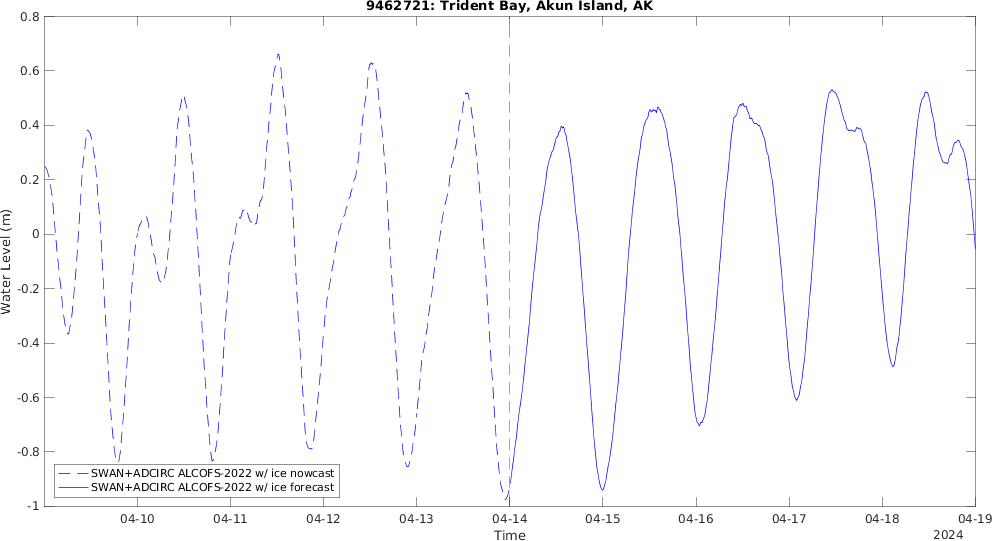 9462721: Trident Bay, Akun Island, AK
0.8
0.6
0.4
0.2
0
-0.2
-0.4
-0.6
-0.8
-1
Water Level (m)
SWAN+ADCIRC ALCOFS-2022 w/ ice nowcast
SWAN+ADCIRC ALCOFS-2022 w/ ice forecast
04-10 04-11 04-12 04-13 04-14 04-15 04-16 04-17 04-18 04-19
Time
2024